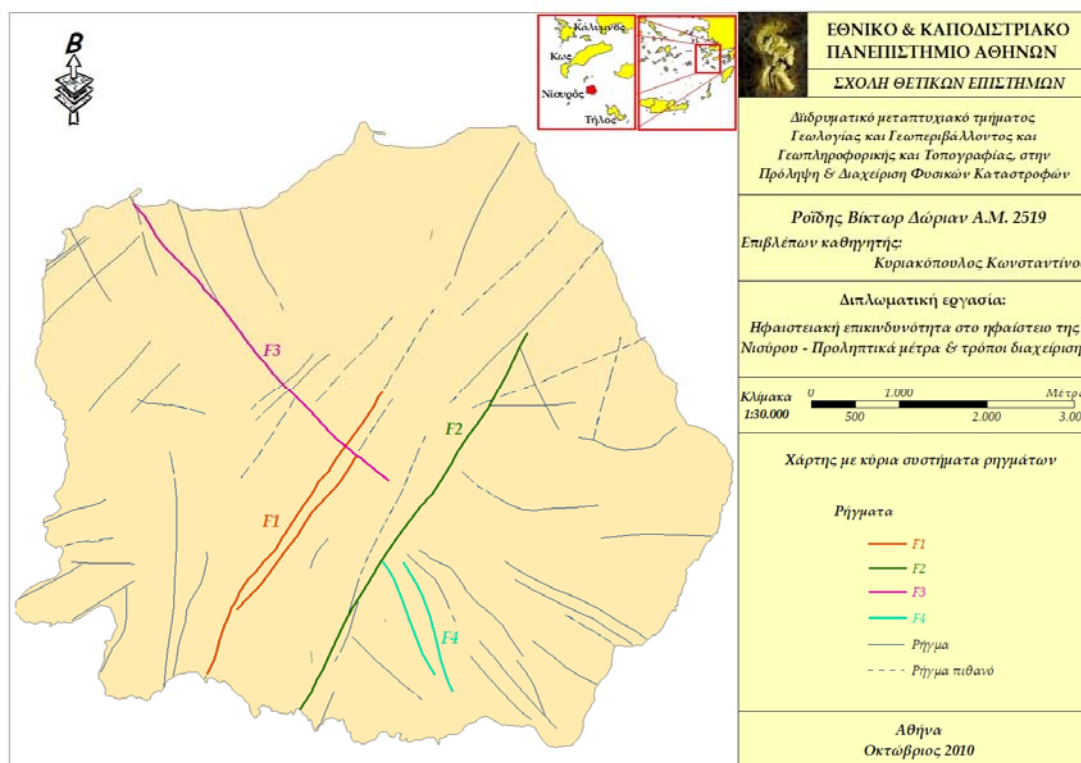 B
Κάλυμνος
Κως
Νίσυρός
Τήλος
F3
F2
F1
F4
ΕΘΝΙΚΟ & ΚΑΠΟΔΙΣΤΡΙΑΚΟ
ΠΑΝΕΠΙΣΤΗΜΙΟ ΑΘΗΝΩΝ
ΣΧΟΛΗ ΘΕΤΙΚΩΝ ΕΠΙΣΤΗΜΩΝ
Διϊδρυματικό μεταπτυχιακό τμήματος
Γεωλογίας και Γεωπεριβάλλοντος και
Γεωπληροφορικής και Τοπογραφίας, στην
Πρόληψη & Διαχείριση Φυσικών Καταστροφών
Ροΐδης Βίκτωρ Δώριαν Α.Μ. 2519
Επιβλέπων καθηγητής:
Κυριακόπουλος Κωνσταντίνο
Διπλωματική εργασία:
Ηφαιστειακή επικινδυνότητα στο ηφαίστειο της
Νισύρου - Προληπτικά μέτρα & τρόποι διαχείριση
Κλίμακα
1:30.000
0 1.000 Μέτρα
500 2.000 3.00
Χάρτης με κύρια συστήματα ρηγμάτων
Ρήγματα
F1
F2
F3
F4
Ρήγμα
Ρήγμα πιθανό
Αθήνα
Οκτώβριος 2010